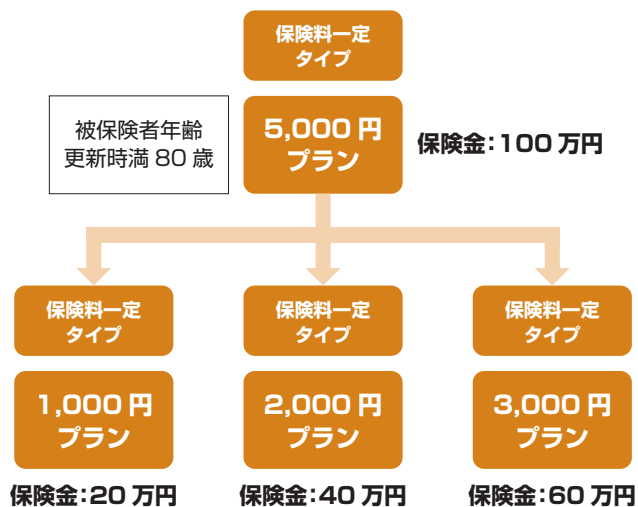 保険料一定
タイプ
被保険者年齢
更新時満 80 歳
5,000 円
プラン
保険金:100 万円
保険料一定
タイプ
保険料一定
タイプ
保険料一定
タイプ
1,000 円
プラン
2,000 円
プラン
3,000 円
プラン
保険金:20 万円
保険金:40 万円
保険金:60 万円